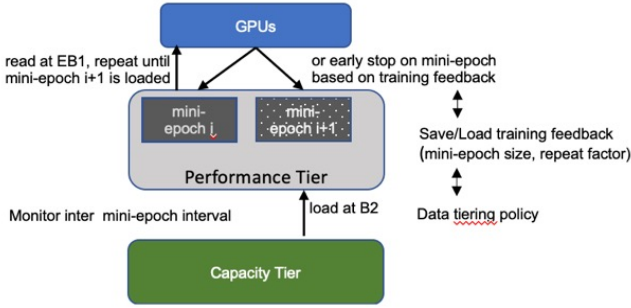 GPUs
read at EB1, repeat until
mini-epoch i+1 is loaded
or early stop on mini-epoch
based on training feedback
mini-
epoch i
mini-
epoch i+1
Save/Load training feedback
(mini-epoch size, repeat factor)
Performance Tier
Monitor inter mini-epoch interval
load at B2
Data tiering policy
Capacity Tier